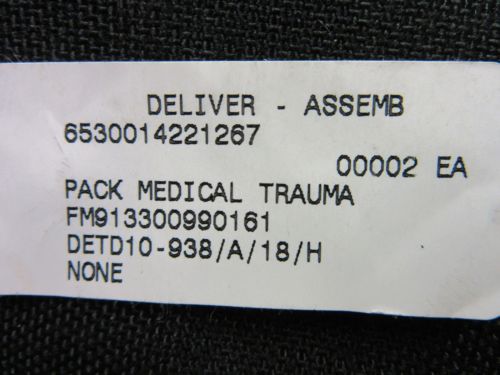 DELIVER - ASSEMB
6530014221267
00002 EA
PACK MEDICAL TRAUMA
FM913300990161
DETD10-938/A/18/H
NONE